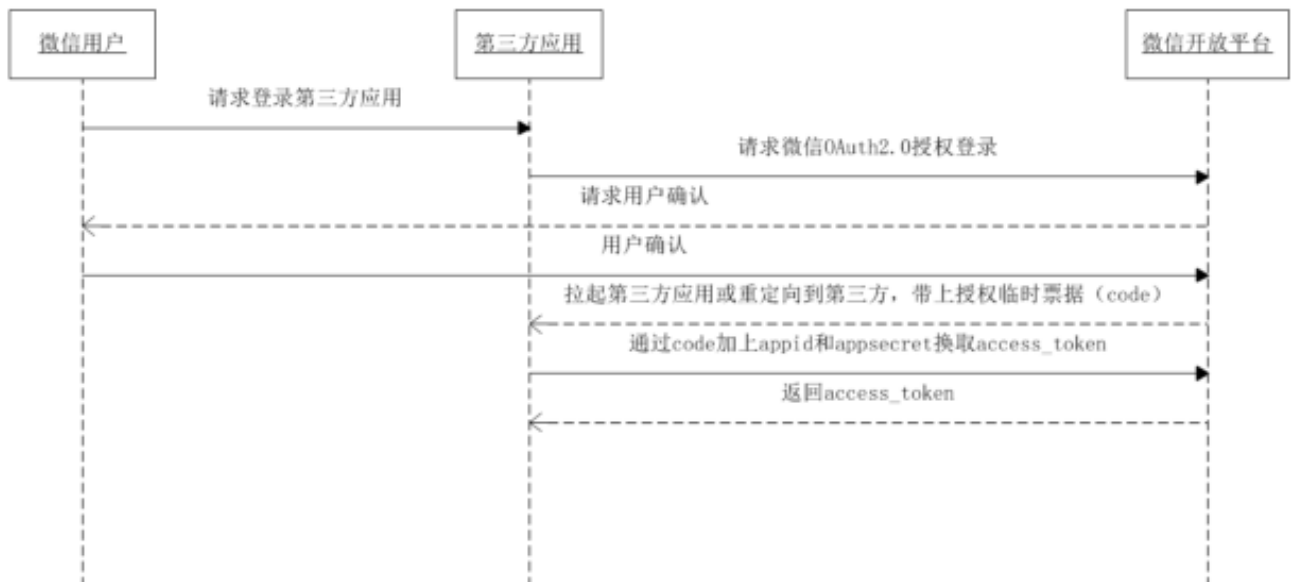 微信用户
第三方应用
微信开放平台
请求登录第三方应用
请求微信OAuth2.0授权登录
请求用户确认
用户确认
拉起第三方应用或重定向到第三方，带上授权临时票据（code）
通过code加上appid和appsecret换取access_token
返回access_token